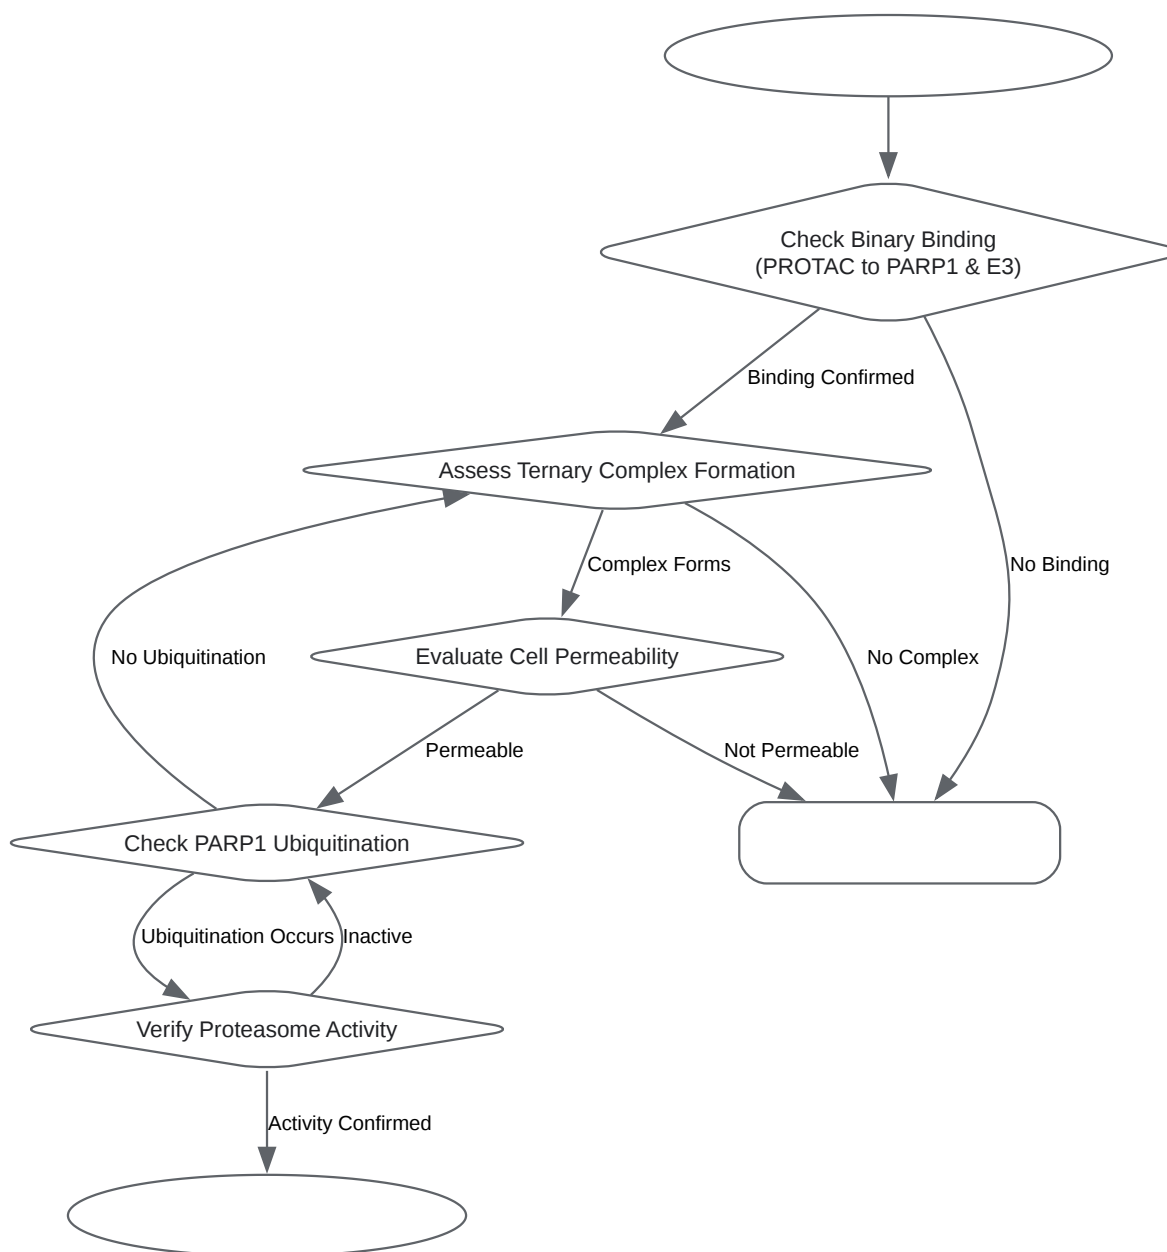 Check Binary Binding
(PROTAC to PARP1 & E3)
Binding Confirmed
Assess Ternary Complex Formation
No Binding
Complex Forms
No Ubiquitination
Evaluate Cell Permeability
No Complex
Permeable
Not Permeable
Check PARP1 Ubiquitination
Ubiquitination Occurs
Inactive
Verify Proteasome Activity
Activity Confirmed